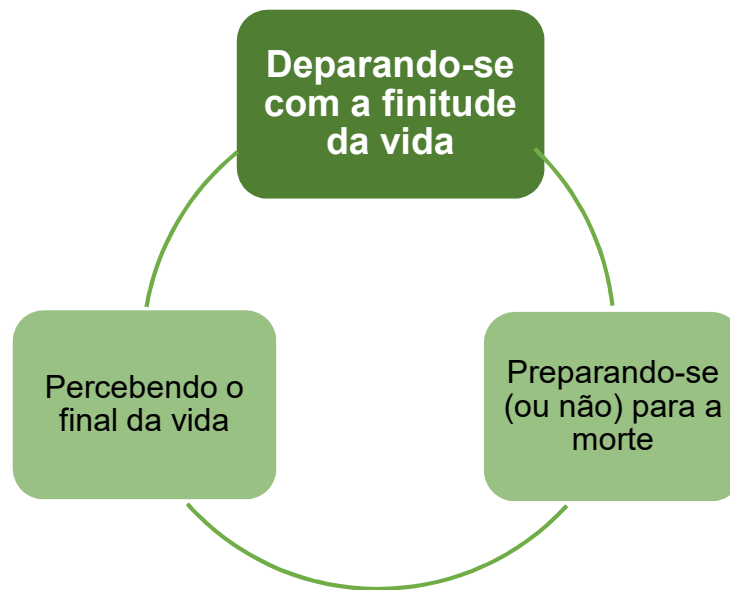 Deparando-se
com a finitude
da vida
Percebendo o
final da vida
Preparando-se
(ou não) para a
morte